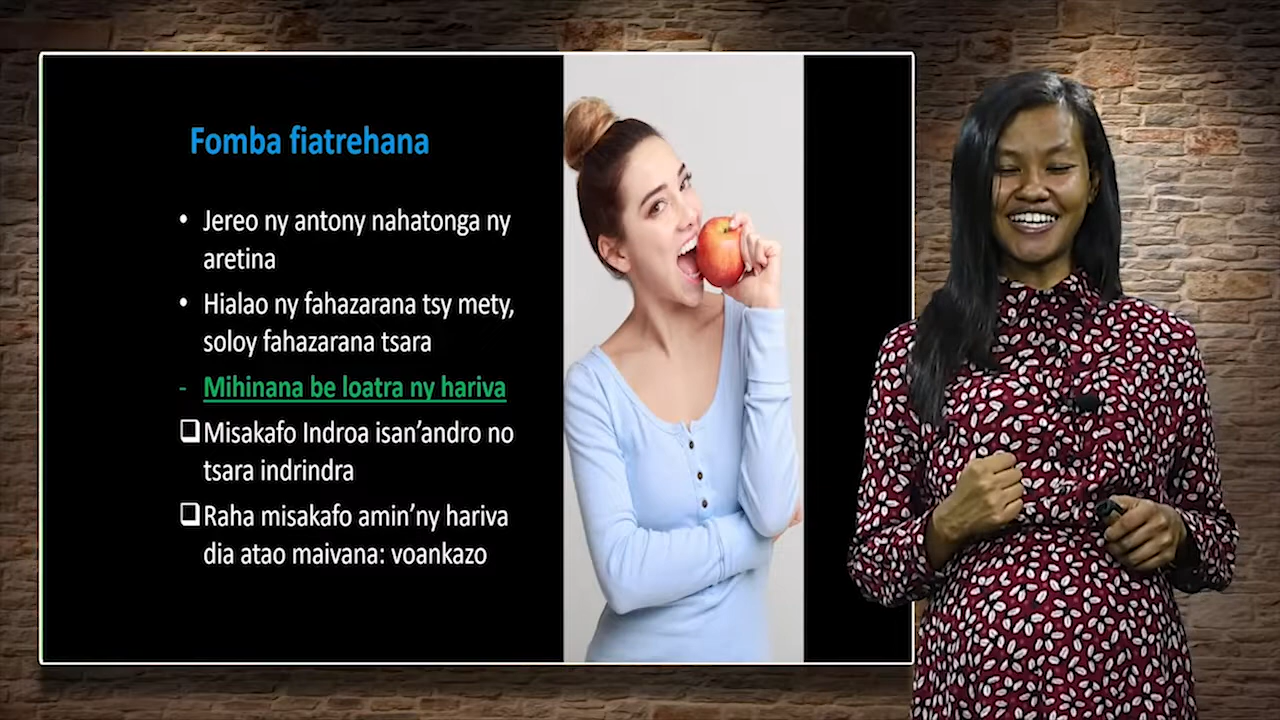 Fomba fiatrehana
• Jereo ny antony nahatonga ny
aretina
• Hialao ny fahazarana tsy mety,
soloy fahazarana tsara
- Mihinana be loatra ny hariva
❑Misakafo Indroa isan’andro no
tsara indrindra
❑Raha misakafo amin’ny hariva
dia atao maivana: voankazo